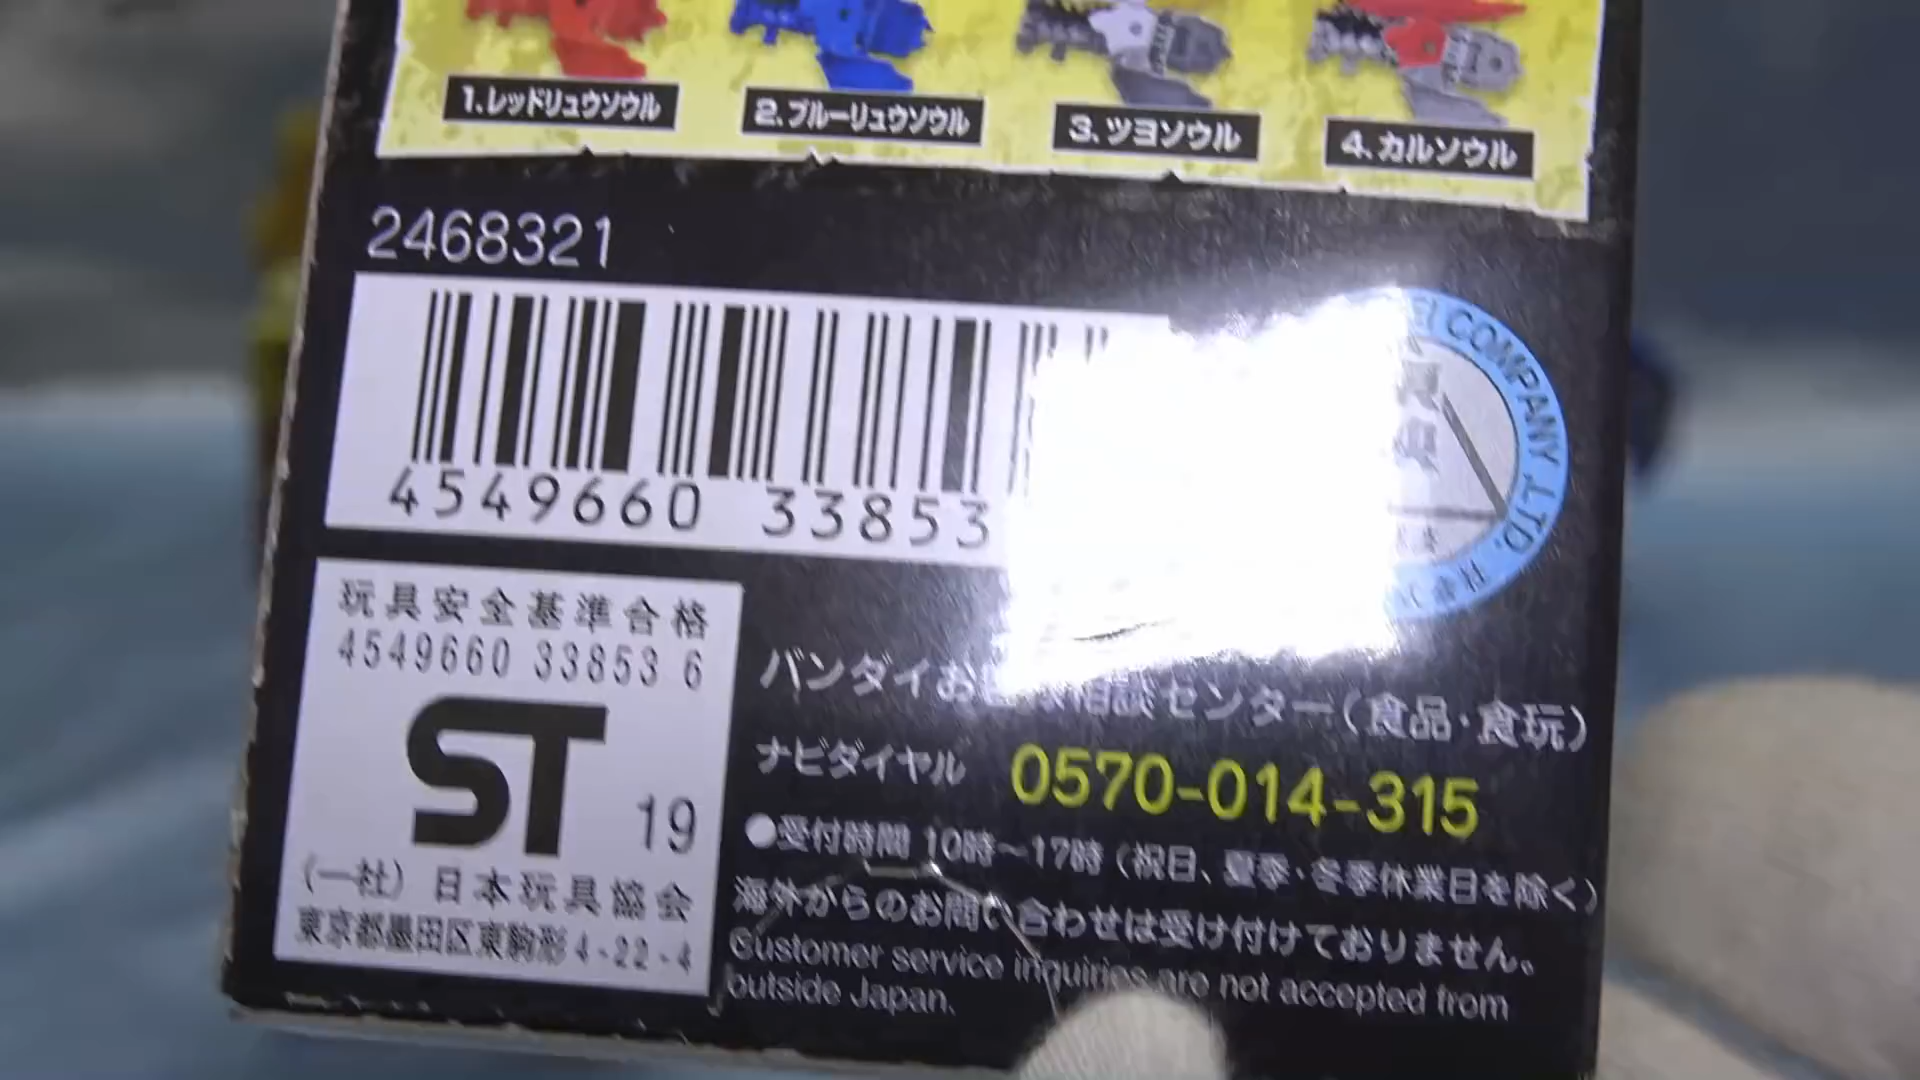 1.レッドリュウソウル
2.ブルーリュウソウル
3.ツヨソウル
4.カルソウル
2468321
4549660 33853
COMPANY ,LTD.
玩具安全基準合格
4549660 33853 6
ST 19
(一社) 日本玩具協会
東京都墨田区東駒形4-22-4
バンダイお 相談センター(食品・食玩)
ナビダイヤル 0570-014-315
●受付時間 10時~17時 (祝日、夏季・冬季休業日を除く)
海外からのお問い合わせは受け付けておりません。
Customer service inquiries are not accepted from
outside Japan.